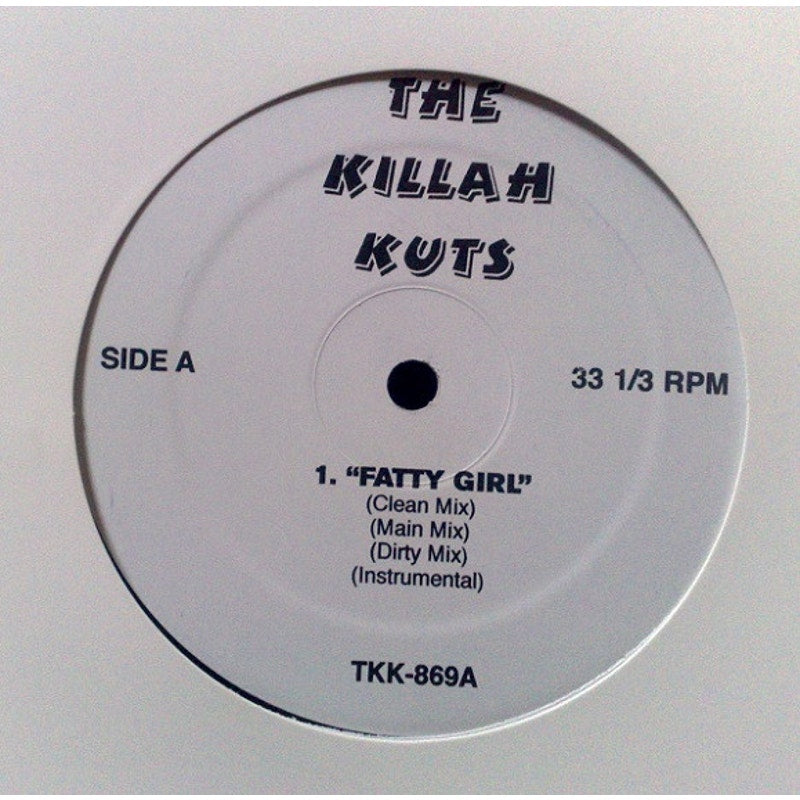 THE
KILLAH
KUTS
SIDE A
33 1/3 RPM
1. “FATTY GIRL”
(Clean Mix)
(Main Mix)
(Dirty Mix)
(Instrumental)
TKK-869A